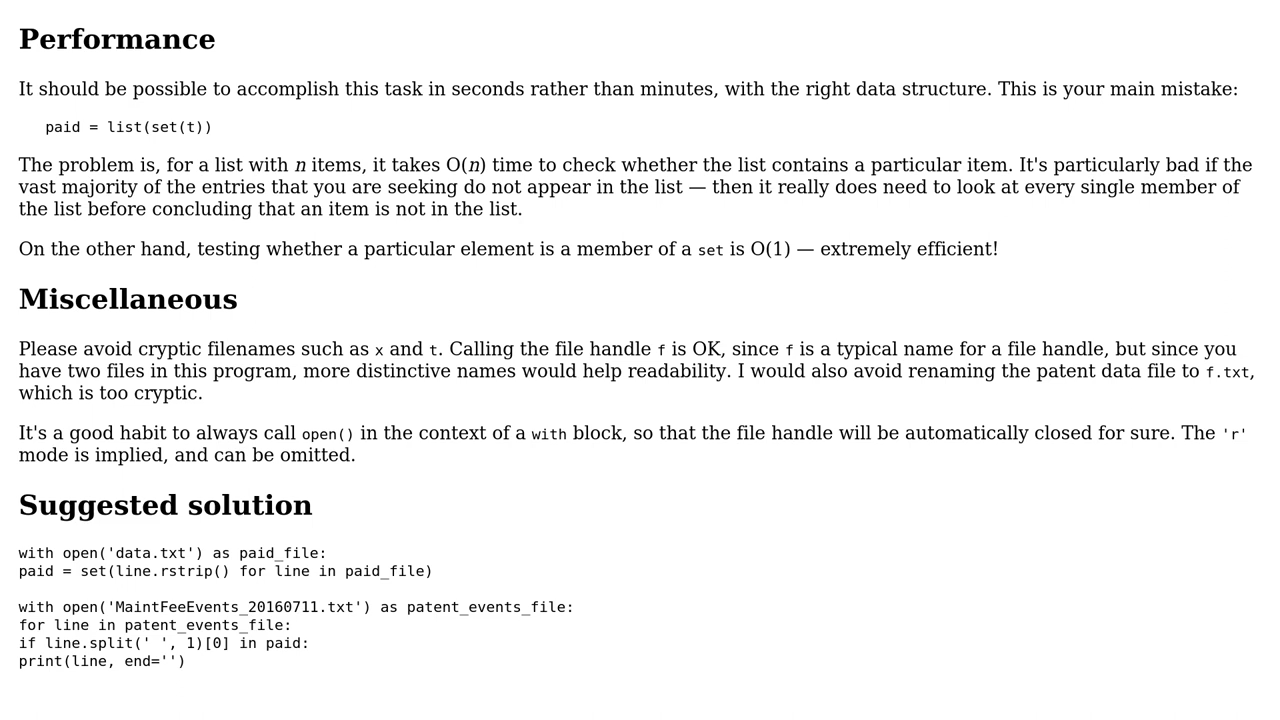 Performance
It should be possible to accomplish this task in seconds rather than minutes, with the right data structure. This is your main mistake:
paid = list(set(t))
The problem is, for a list with n items, it takes O(n) time to check whether the list contains a particular item. It's particularly bad if the
vast majority of the entries that you are seeking do not appear in the list — then it really does need to look at every single member of
the list before concluding that an item is not in the list.
On the other hand, testing whether a particular element is a member of a set is O(1) — extremely efficient!
Miscellaneous
Please avoid cryptic filenames such as x and t. Calling the file handle f is OK, since f is a typical name for a file handle, but since you
have two files in this program, more distinctive names would help readability. I would also avoid renaming the patent data file to f.txt,
which is too cryptic.
It's a good habit to always call open() in the context of a with block, so that the file handle will be automatically closed for sure. The 'r'
mode is implied, and can be omitted.
Suggested solution
with open('data.txt') as paid_file:
paid = set(line.rstrip() for line in paid_file)
with open('MaintFeeEvents_20160711.txt') as patent_events_file:
for line in patent_events_file:
if line.split(' ', 1)[0] in paid:
print(line, end='')